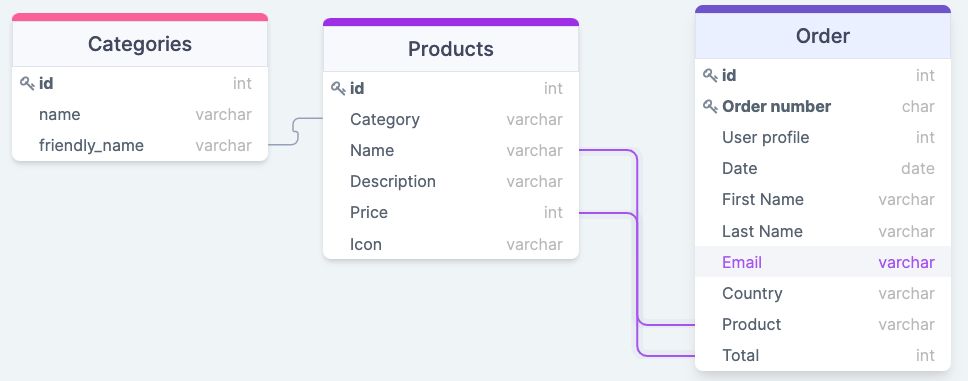 Categories
id int
name varchar
friendly_name varchar
Products
id int
Category varchar
Name varchar
Description varchar
Price int
Icon varchar
Order
id int
Order number char
User profile int
Date date
First Name varchar
Last Name varchar
Email varchar
Country varchar
Product varchar
Total int